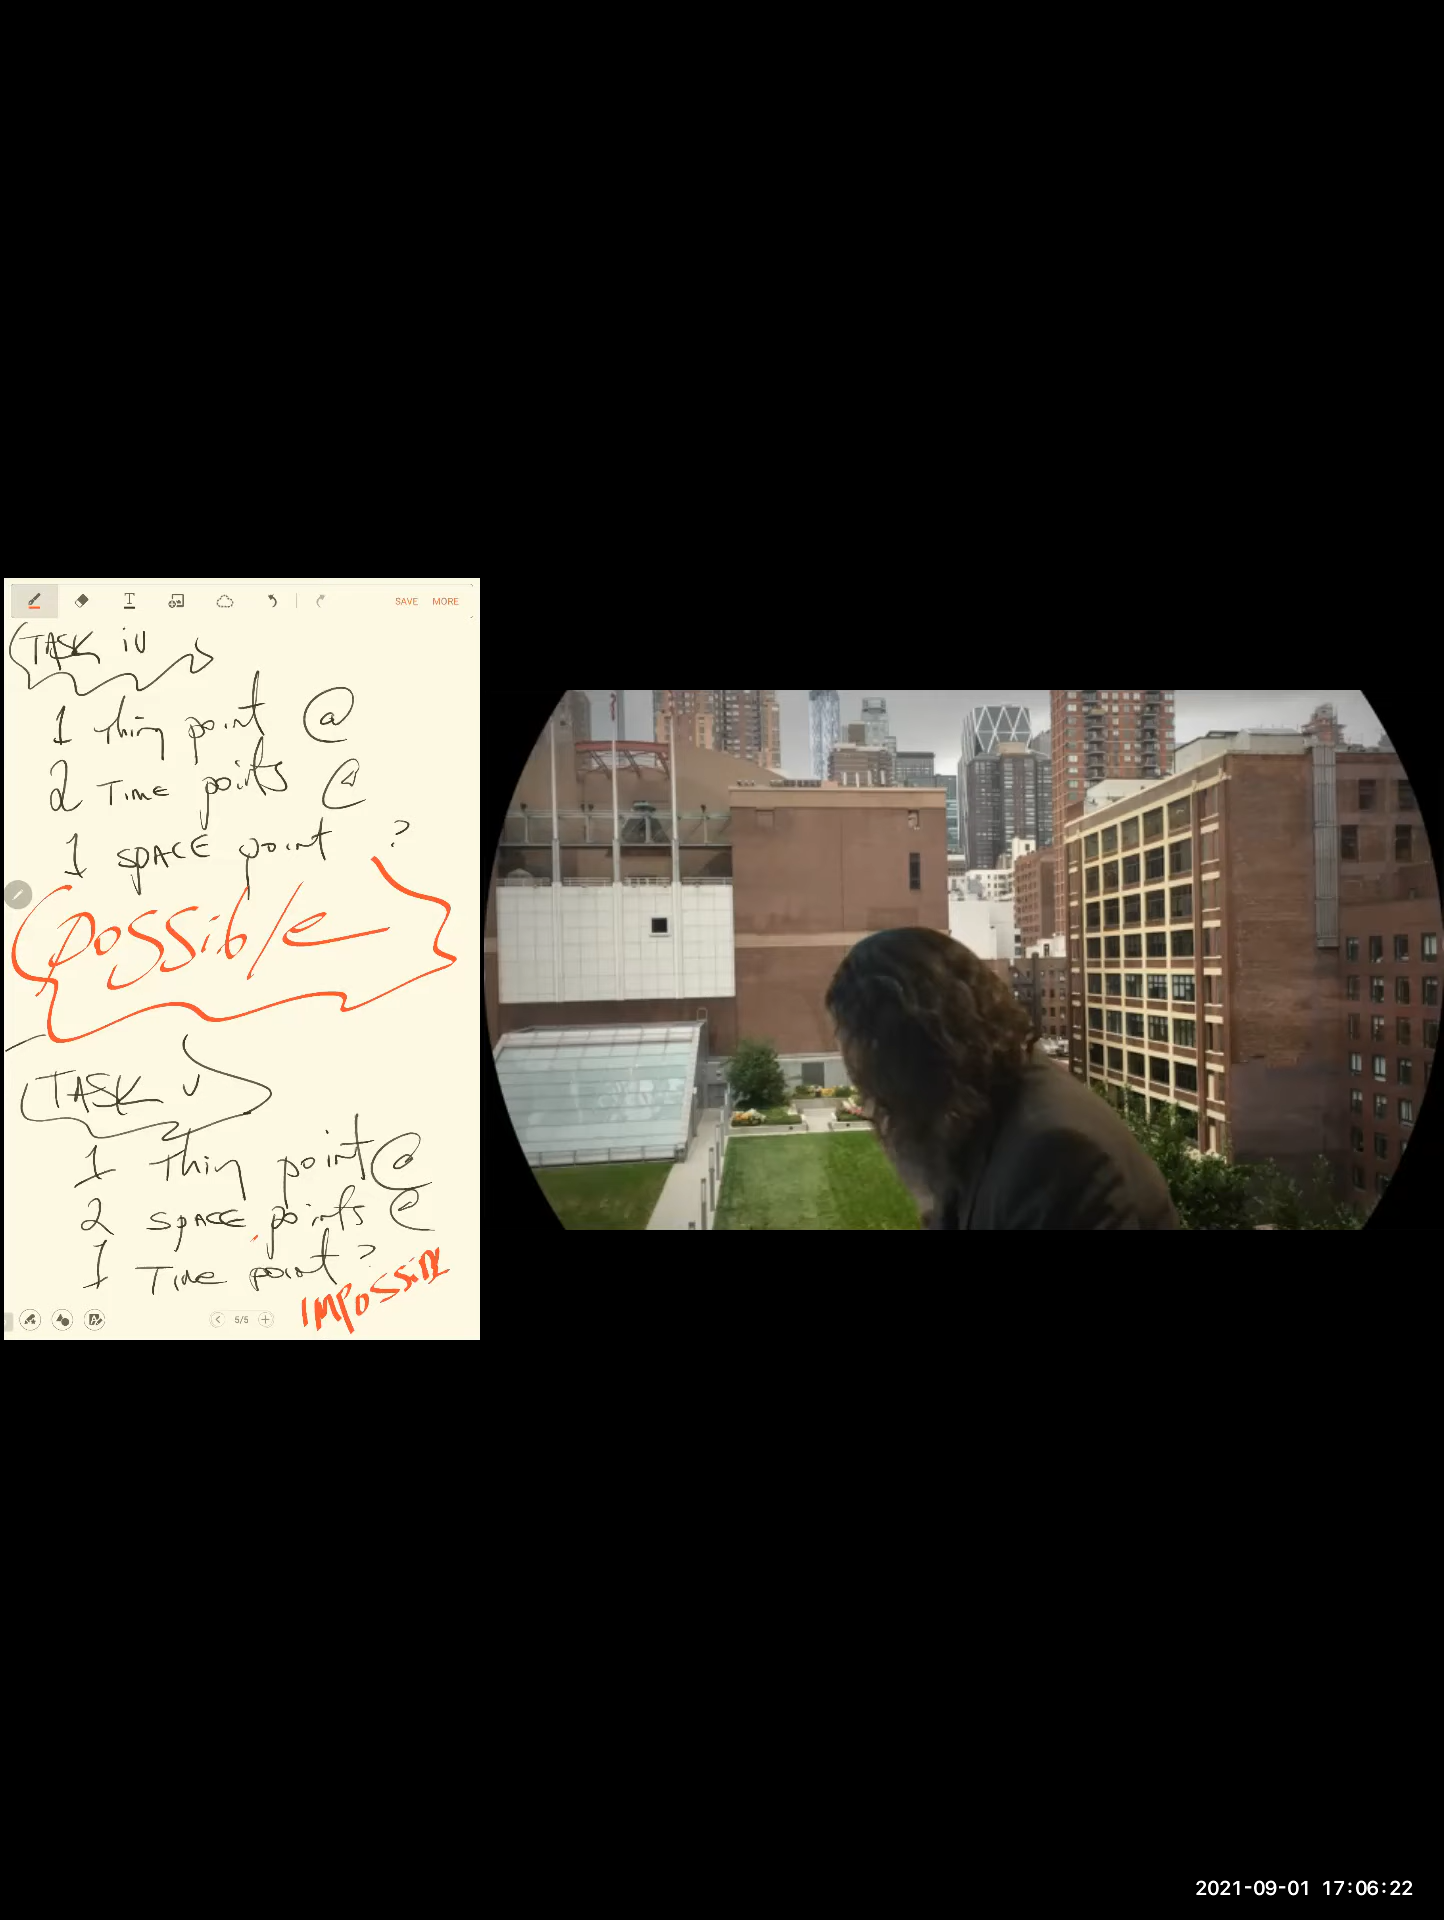 SAVE MORE
TASK iv
1 Thing point @
2 TIME points @
1 SPACE point ?
possible
TASK v
1 Thing point @
2 SPACE points @
1 TIME point ?
IMPOSSIBLE
5/5
2021-09-01 17:06:22